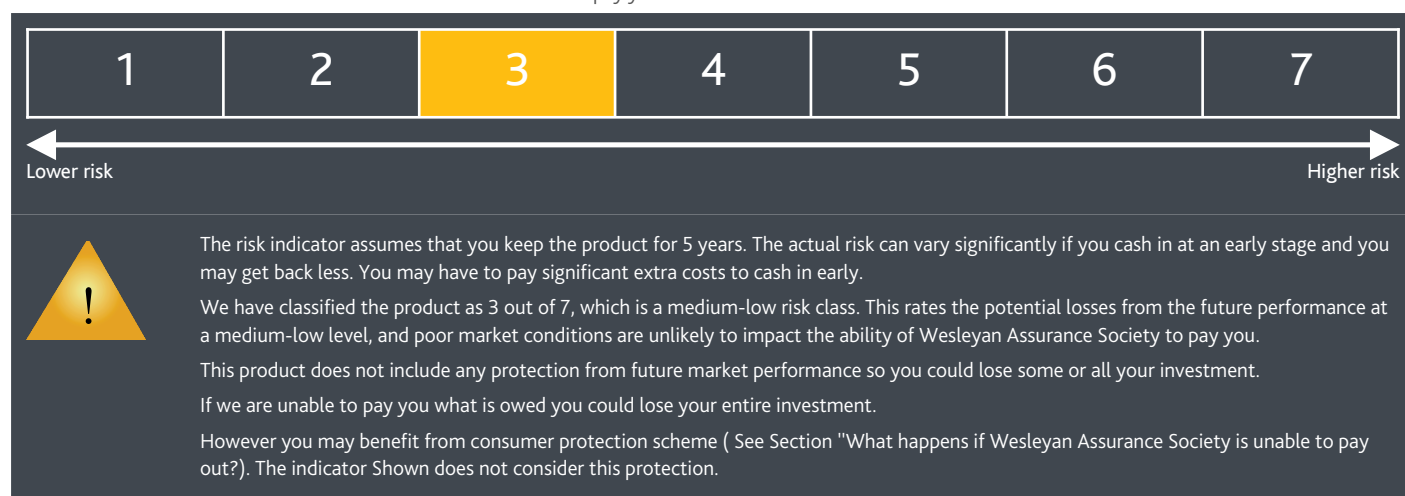 1 2 3 4 5 6 7
Lower risk Higher risk
!
The risk indicator assumes that you keep the product for 5 years. The actual risk can vary significantly if you cash in at an early stage and you
may get back less. You may have to pay significant extra costs to cash in early.
We have classified the product as 3 out of 7, which is a medium-low risk class. This rates the potential losses from the future performance at
a medium-low level, and poor market conditions are unlikely to impact the ability of Wesleyan Assurance Society to pay you.
This product does not include any protection from future market performance so you could lose some or all your investment.
If we are unable to pay you what is owed you could lose your entire investment.
However you may benefit from consumer protection scheme ( See Section "What happens if Wesleyan Assurance Society is unable to pay
out?). The indicator Shown does not consider this protection.